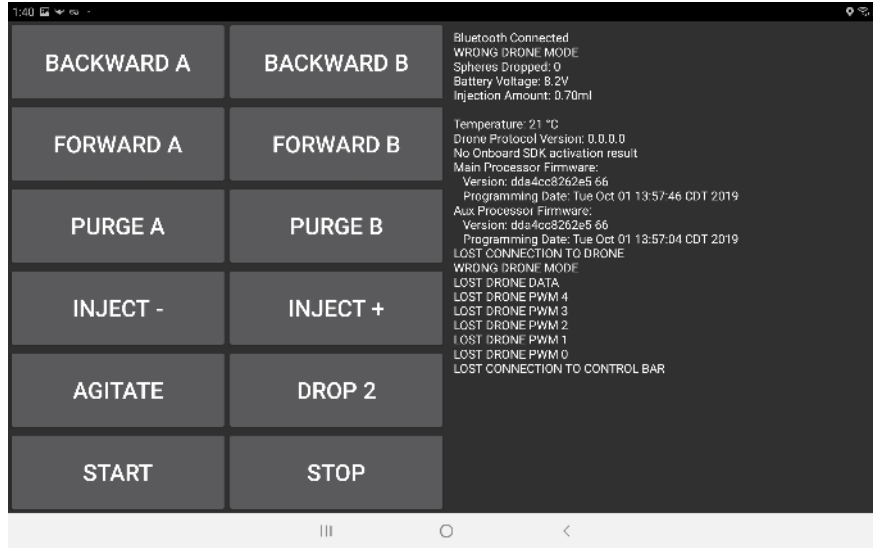 1:40
BACKWARD A
BACKWARD B
FORWARD A
FORWARD B
PURGE A
PURGE B
INJECT -
INJECT +
AGITATE
DROP 2
START
STOP
Bluetooth Connected
WRONG DRONE MODE
Spheres Dropped: 0
Battery Voltage: 8.2V
Injection Amount: 0.70ml
Temperature: 21 °C
Drone Protocol Version: 0.0.0.0
No Onboard SDK activation result
Main Processor Firmware:
Version: dda4cc8262e5 66
Programming Date: Tue Oct 01 13:57:46 CDT 2019
Aux Processor Firmware:
Version: dda4cc8262e5 66
Programming Date: Tue Oct 01 13:57:04 CDT 2019
LOST CONNECTION TO DRONE
WRONG DRONE MODE
LOST DRONE DATA
LOST DRONE PWM 4
LOST DRONE PWM 3
LOST DRONE PWM 2
LOST DRONE PWM 1
LOST DRONE PWM 0
LOST CONNECTION TO CONTROL BAR